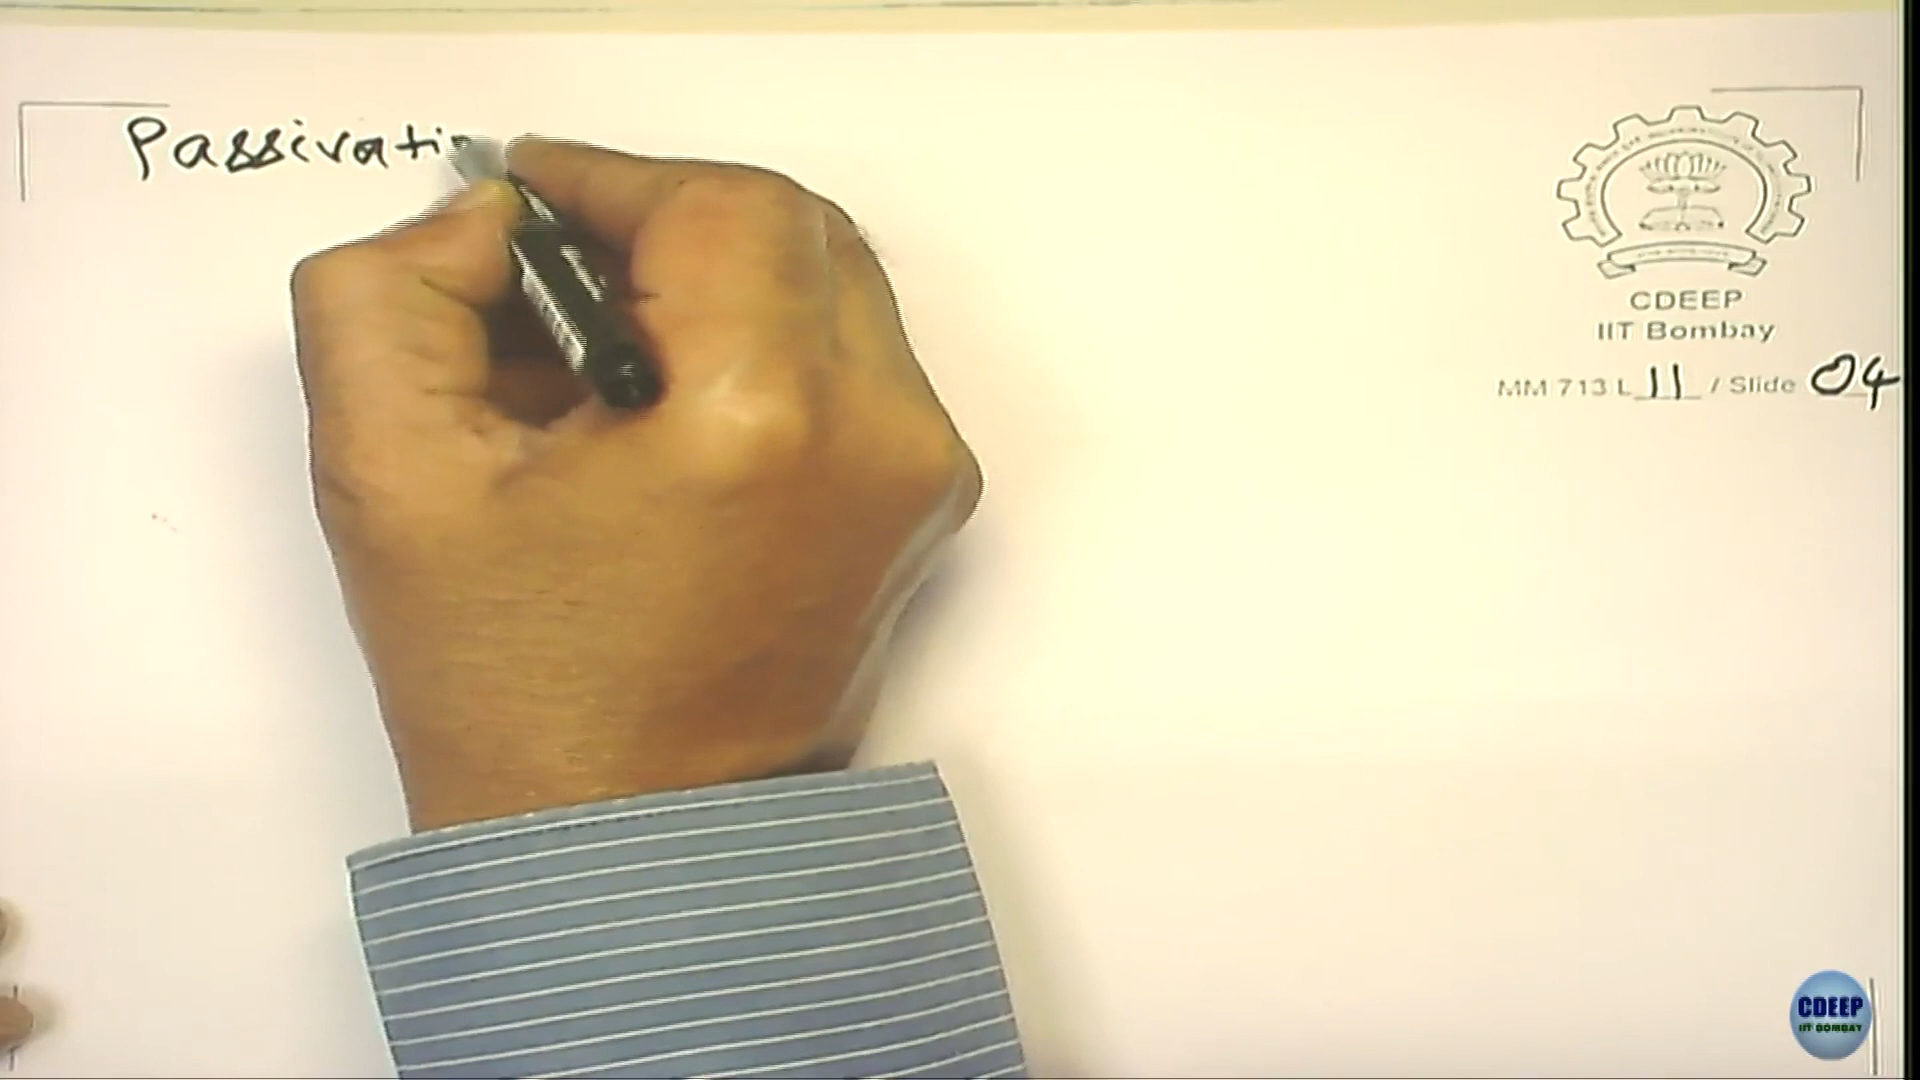 Passivati
CDEEP
IIT Bombay
MM 713 L 11 / Slide 04
CDEEP
IIT BOMBAY